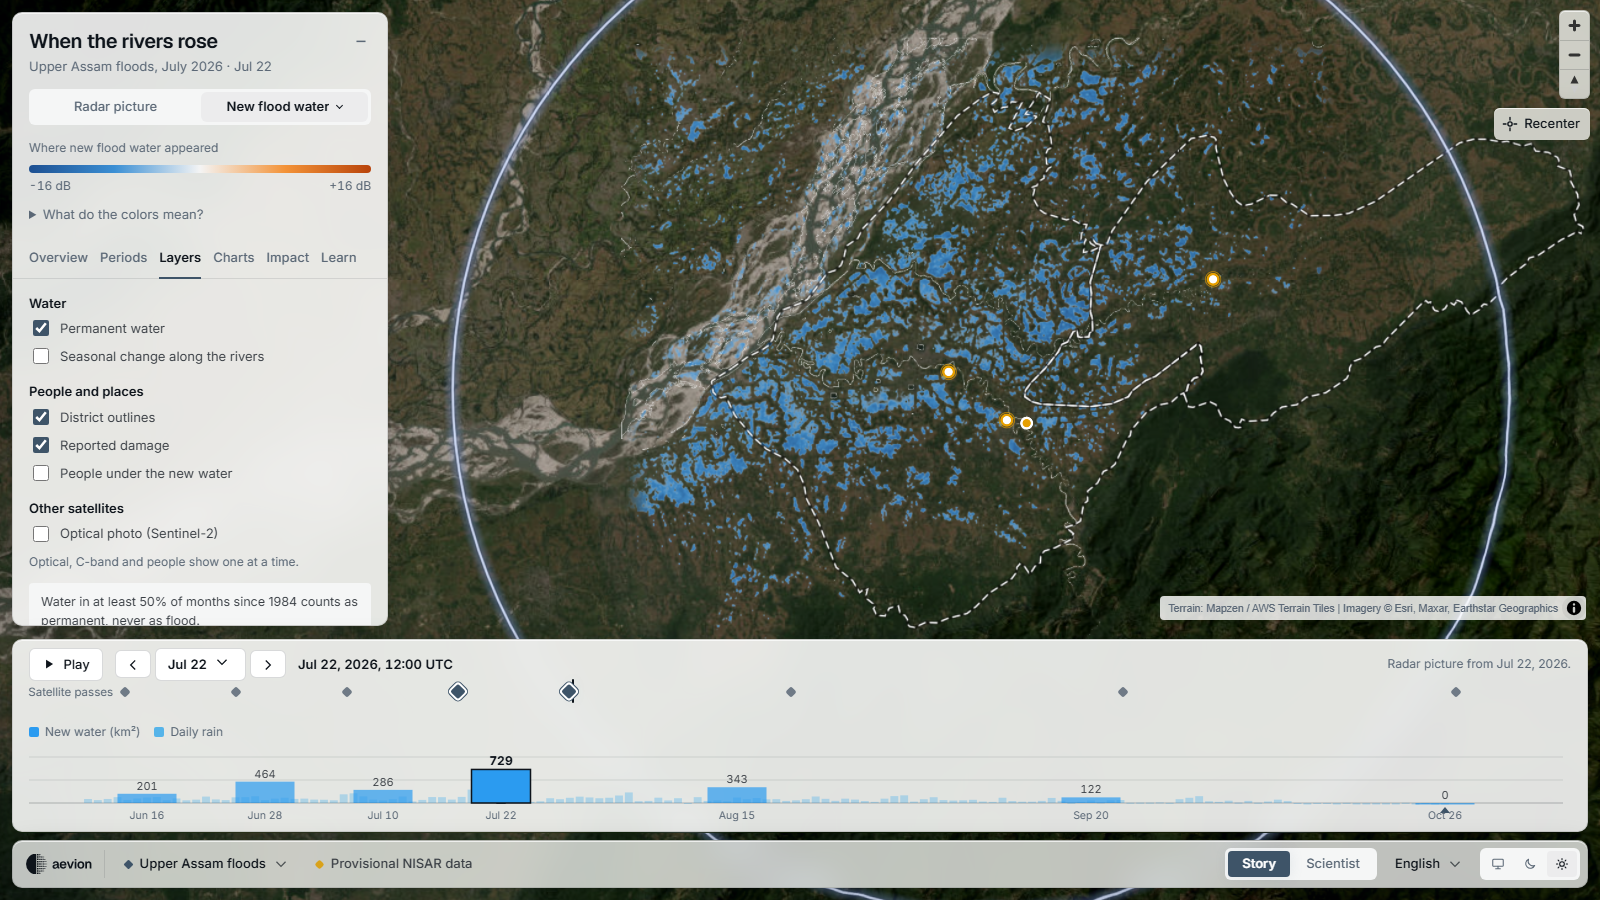 When the rivers rose
Upper Assam floods, July 2026 · Jul 22
Radar picture
New flood water
Where new flood water appeared
-16 dB
+16 dB
What do the colors mean?
Overview
Periods
Layers
Charts
Impact
Learn
Water
Permanent water
Seasonal change along the rivers
People and places
District outlines
Reported damage
People under the new water
Other satellites
Optical photo (Sentinel-2)
Optical, C-band and people show one at a time.
Water in at least 50% of months since 1984 counts as
permanent, never as flood.
Recenter
Terrain: Mapzen / AWS Terrain Tiles | Imagery © Esri, Maxar, Earthstar Geographics
Play
Jul 22
Jul 22, 2026, 12:00 UTC
Radar picture from Jul 22, 2026.
Satellite passes
New water (km²)
Daily rain
201
464
286
729
343
122
0
Jun 16
Jun 28
Jul 10
Jul 22
Aug 15
Sep 20
Oct 26
aevion
Upper Assam floods
Provisional NISAR data
Story
Scientist
English